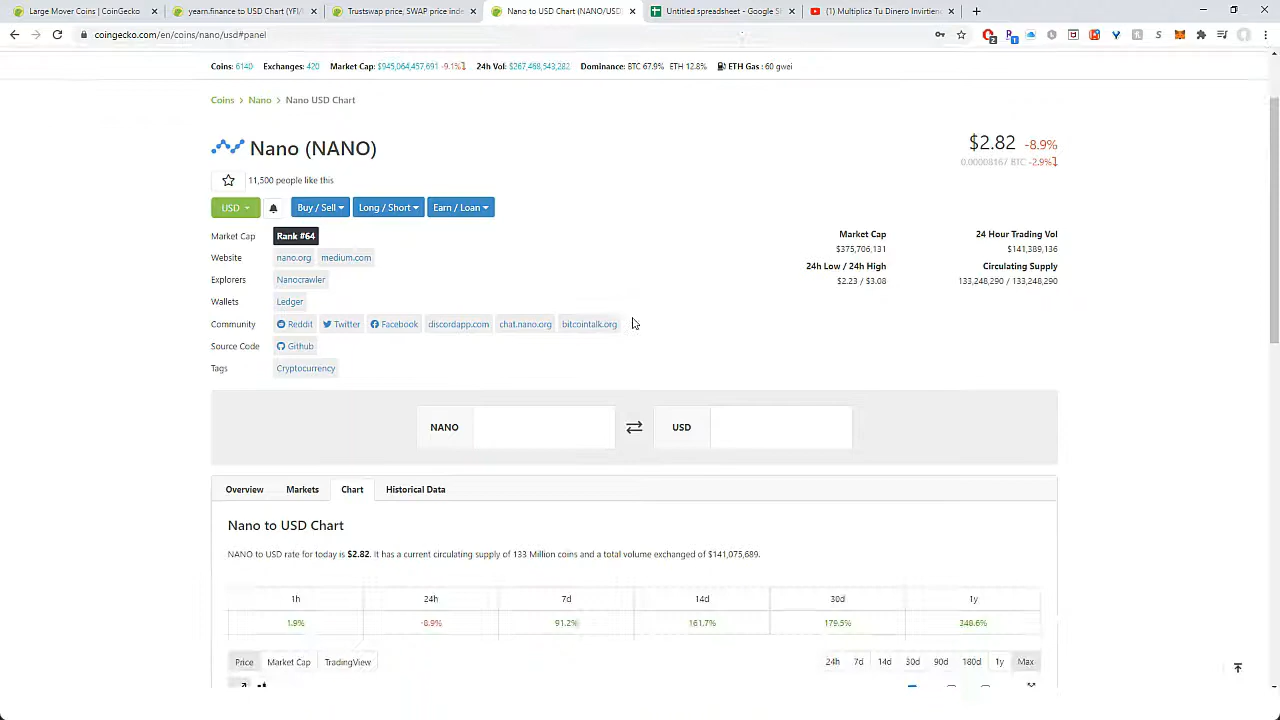 Large Mover Coins | CoinGecko
yearn.finance to USD Chart (YFI/U
Trustswap price, SWAP price inde
Nano to USD Chart (NANO/USD)
Untitled spreadsheet - Google Sh
(1) Multiplica Tu Dinero Invirtien
coingecko.com/en/coins/nano/usd#panel
Coins: 6140 Exchanges: 420 Market Cap: $945,064,457,691 -9.1% 24h Vol: $267,468,543,282 Dominance: BTC 67.9% ETH 12.8% ETH Gas: 60 gwei
Coins > Nano > Nano USD Chart
Nano (NANO)
$2.82 -8.9%
0.00008167 BTC -2.9%
11,500 people like this
USD Buy / Sell Long / Short Earn / Loan
Market Cap Rank #64
Website nano.org medium.com
Explorers Nanocrawler
Wallets Ledger
Community Reddit Twitter Facebook discordapp.com chat.nano.org bitcointalk.org
Source Code Github
Tags Cryptocurrency
Market Cap 24 Hour Trading Vol
$375,706,131 $141,389,136
24h Low / 24h High Circulating Supply
$2.23 / $3.08 133,248,290 / 133,248,290
NANO USD
Overview Markets Chart Historical Data
Nano to USD Chart
NANO to USD rate for today is $2.82. It has a current circulating supply of 133 Million coins and a total volume exchanged of $141,075,689.
1h 24h 7d 14d 30d 1y
1.9% -8.9% 91.2% 161.7% 179.5% 348.6%
Price Market Cap TradingView 24h 7d 14d 30d 90d 180d 1y Max